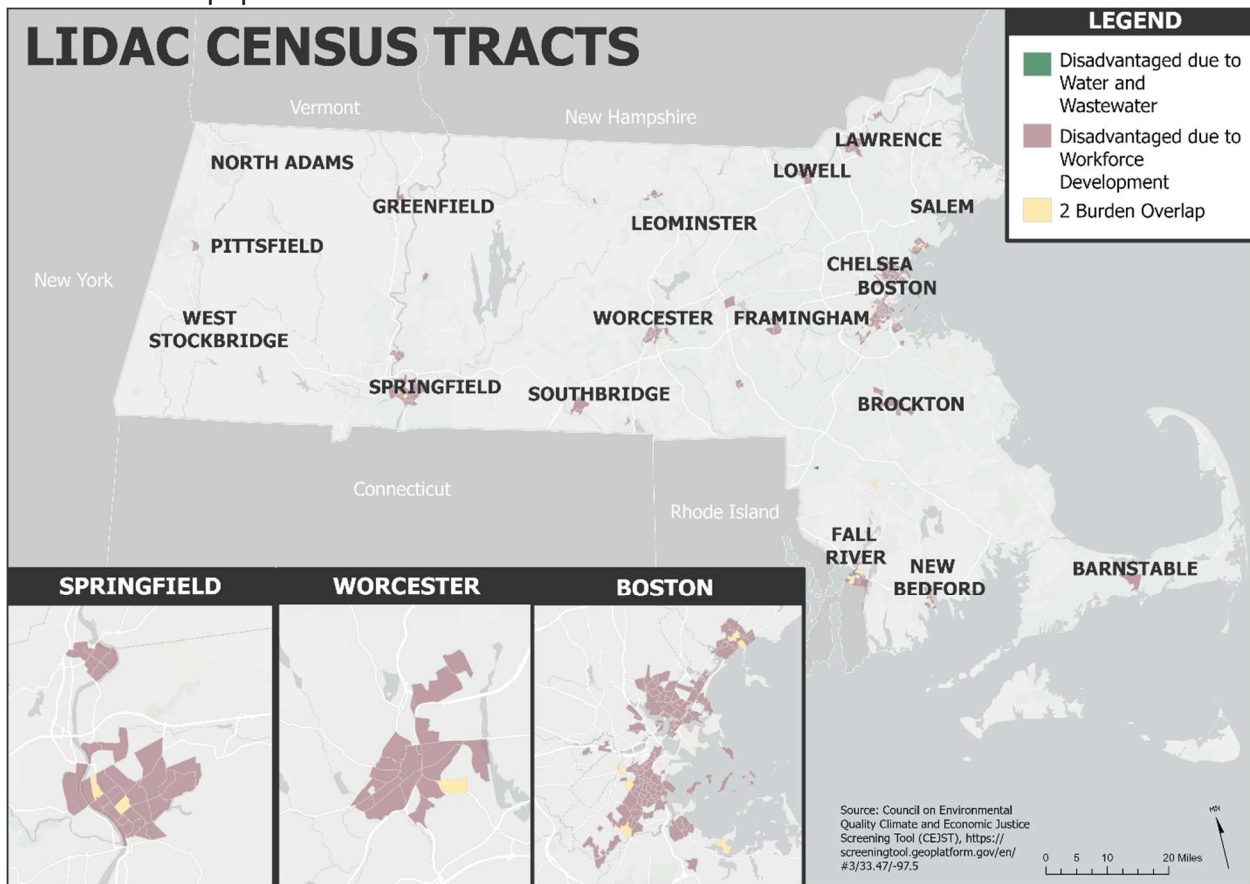 LIDAC CENSUS TRACTS
LEGEND
Disadvantaged due to
Water and
Wastewater
Disadvantaged due to
Workforce
Development
2 Burden Overlap
Vermont
New Hampshire
New York
Connecticut
Rhode Island
NORTH ADAMS
GREENFIELD
PITTSFIELD
WEST
STOCKBRIDGE
SPRINGFIELD
LAWRENCE
LOWELL
LEOMINSTER
SALEM
CHELSEA
BOSTON
WORCESTER
FRAMINGHAM
SOUTHBRIDGE
BROCKTON
FALL
RIVER
NEW
BEDFORD
BARNSTABLE
SPRINGFIELD
WORCESTER
BOSTON
Source: Council on Environmental
Quality Climate and Economic Justice
Screening Tool (CEJST), https://
screeningtool.geoplatform.gov/en/
#3/33.47/-97.5
0 5 10 20 Miles
MN